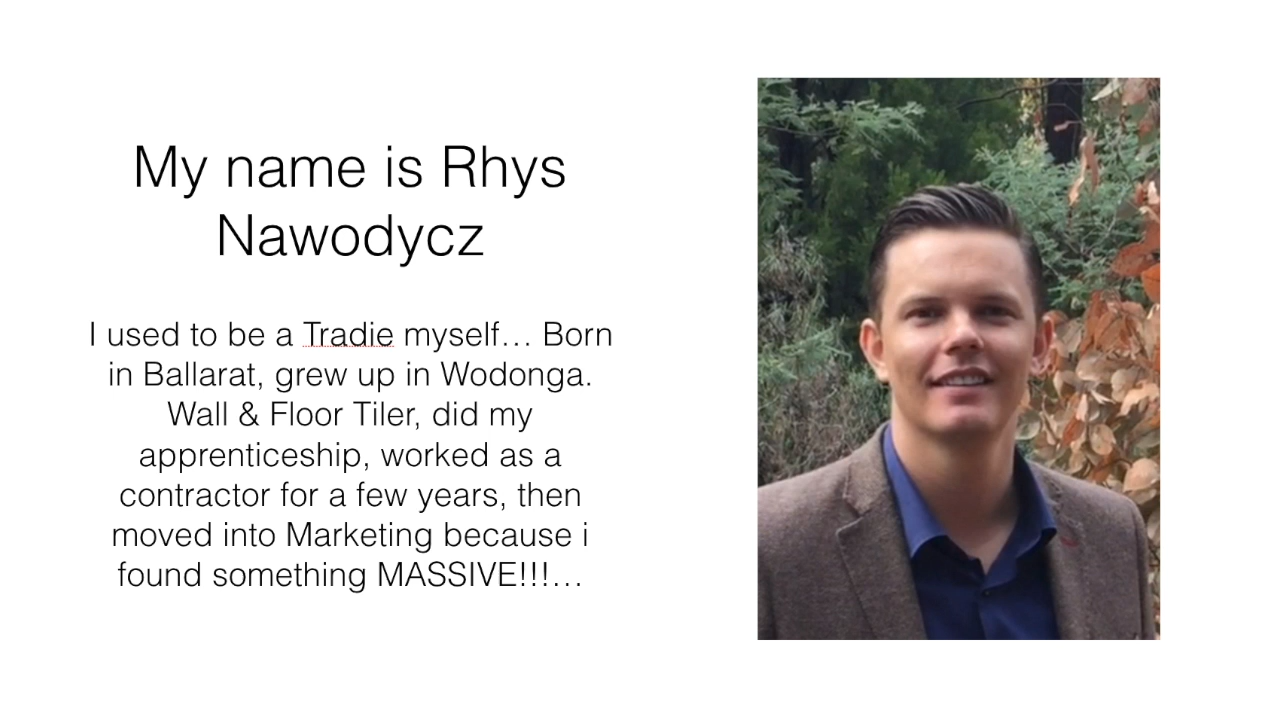 My name is Rhys
Nawodycz
I used to be a Tradie myself… Born
in Ballarat, grew up in Wodonga.
Wall & Floor Tiler, did my
apprenticeship, worked as a
contractor for a few years, then
moved into Marketing because i
found something MASSIVE!!!…